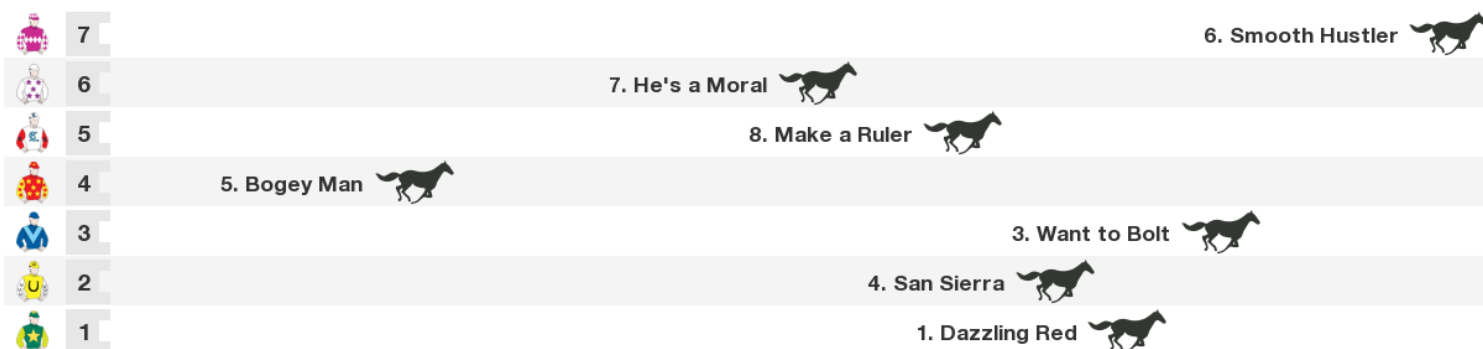 7 6. Smooth Hustler
6 7. He's a Moral
5 8. Make a Ruler
4 5. Bogey Man
3 3. Want to Bolt
2 U 4. San Sierra
1 1. Dazzling Red